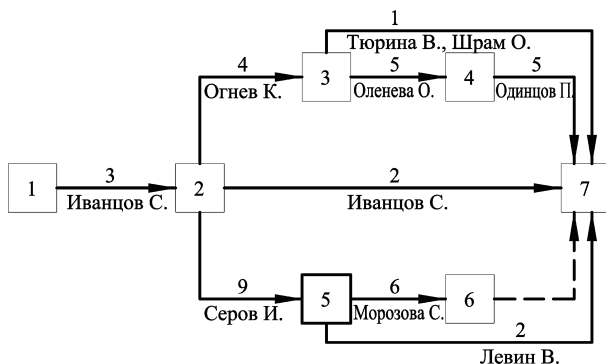 1
Тюрина В., Шрам О.
4
3
5
4
5
Огнев К.
Оленева О.
Одинцов П.
1
3
2
2
7
Иванцов С.
Иванцов С.
9
5
6
6
Серов И.
Морозова С.
2
Левин В.